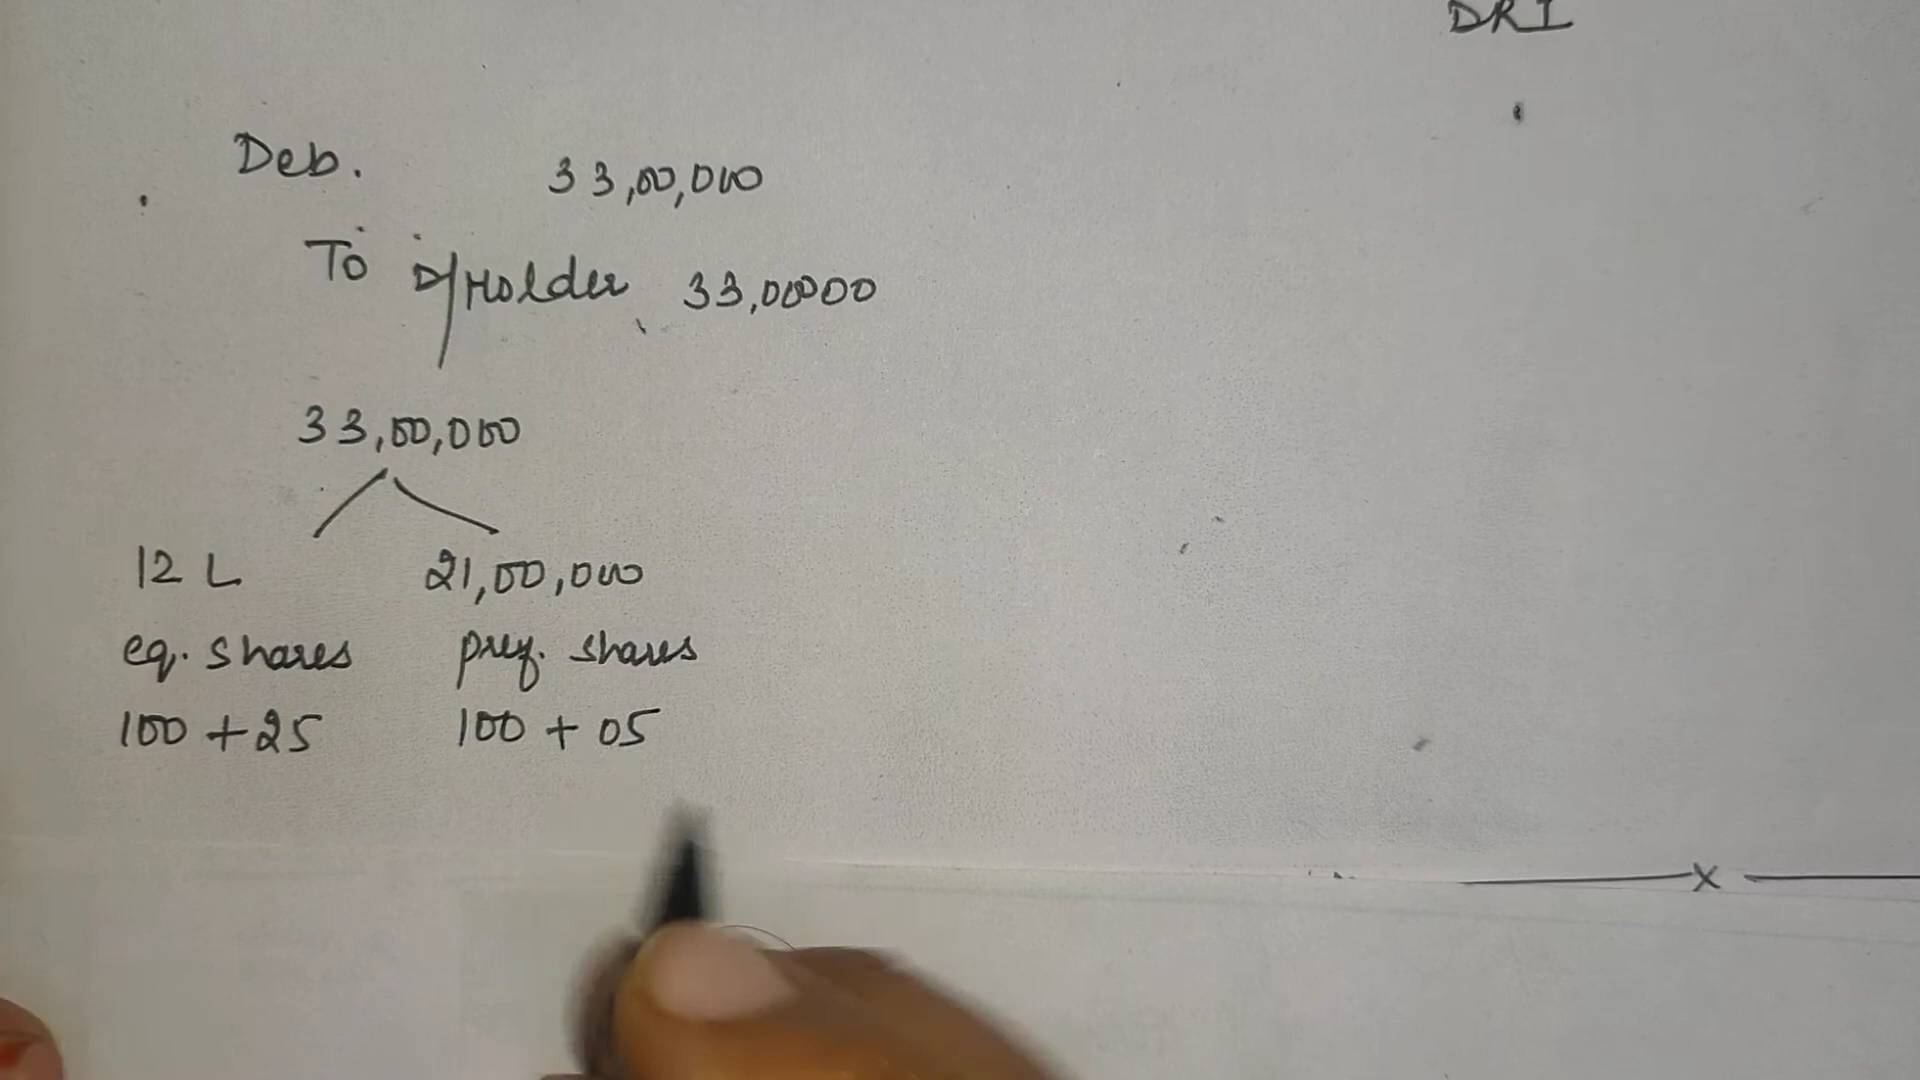 DRI
Deb. 33,00,000
To D/Holder 33,00000
33,00,000
12 L 21,00,000
eq. shares pref. shares
100 + 25 100 + 05
X